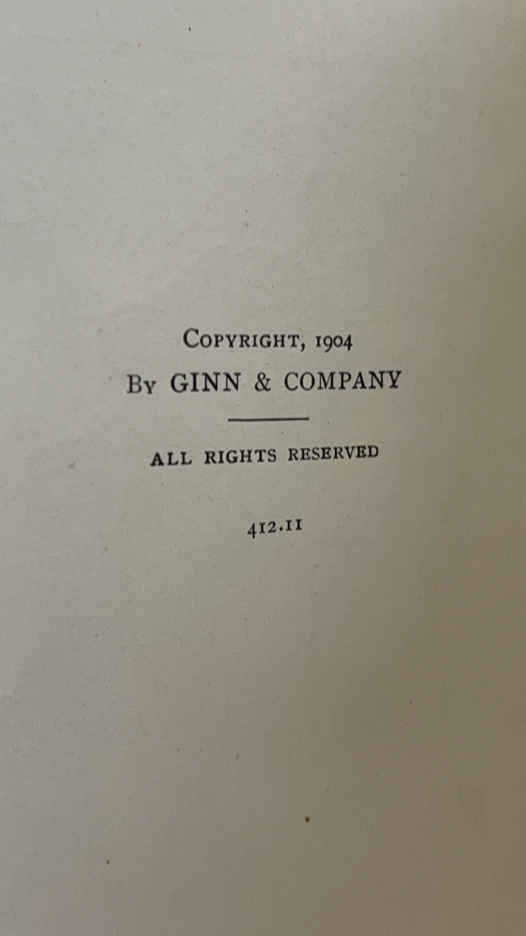 Copyright, 1904
By GINN & COMPANY
ALL RIGHTS RESERVED
412.11